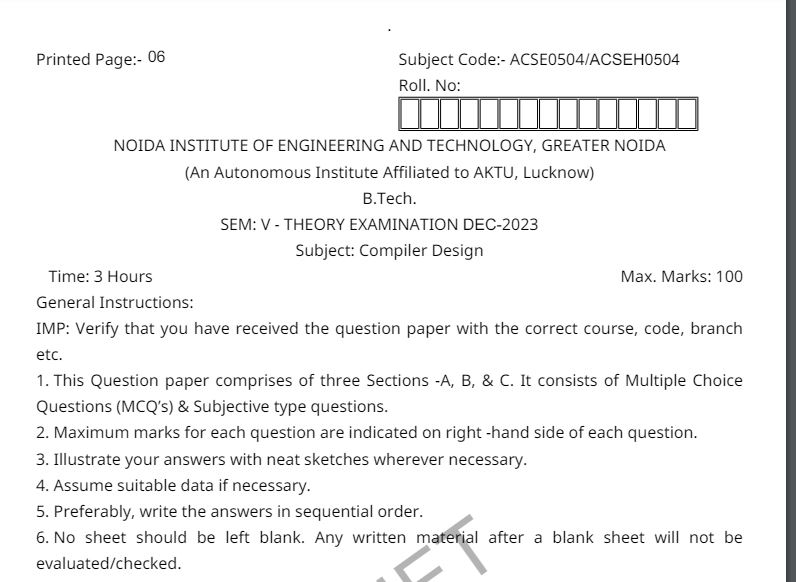 Printed Page:- 06
Subject Code:- ACSE0504/ACSEH0504
Roll. No:
NOIDA INSTITUTE OF ENGINEERING AND TECHNOLOGY, GREATER NOIDA
(An Autonomous Institute Affiliated to AKTU, Lucknow)
B.Tech.
SEM: V - THEORY EXAMINATION DEC-2023
Subject: Compiler Design
Time: 3 Hours
Max. Marks: 100
General Instructions:
IMP: Verify that you have received the question paper with the correct course, code, branch
etc.
1. This Question paper comprises of three Sections -A, B, & C. It consists of Multiple Choice
Questions (MCQ’s) & Subjective type questions.
2. Maximum marks for each question are indicated on right -hand side of each question.
3. Illustrate your answers with neat sketches wherever necessary.
4. Assume suitable data if necessary.
5. Preferably, write the answers in sequential order.
6. No sheet should be left blank. Any written material after a blank sheet will not be
evaluated/checked.